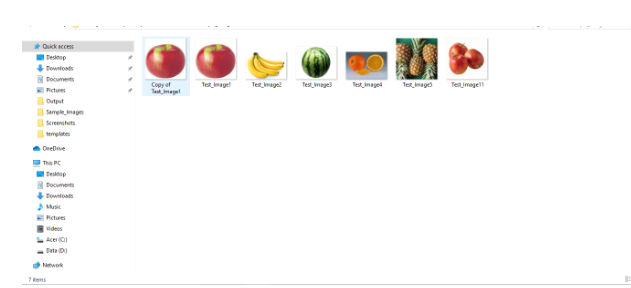 Quick access
Desktop
Downloads
Documents
Pictures
Output
Sample_Images
Screenshots
templates
OneDrive
This PC
Desktop
Documents
Downloads
Music
Pictures
Videos
Acer (C:)
Data (D:)
Network
Copy of
Test_Image1
Test_Image1
Test_Image2
Test_Image3
Test_Image4
Test_Image5
Test_Image11
7 items